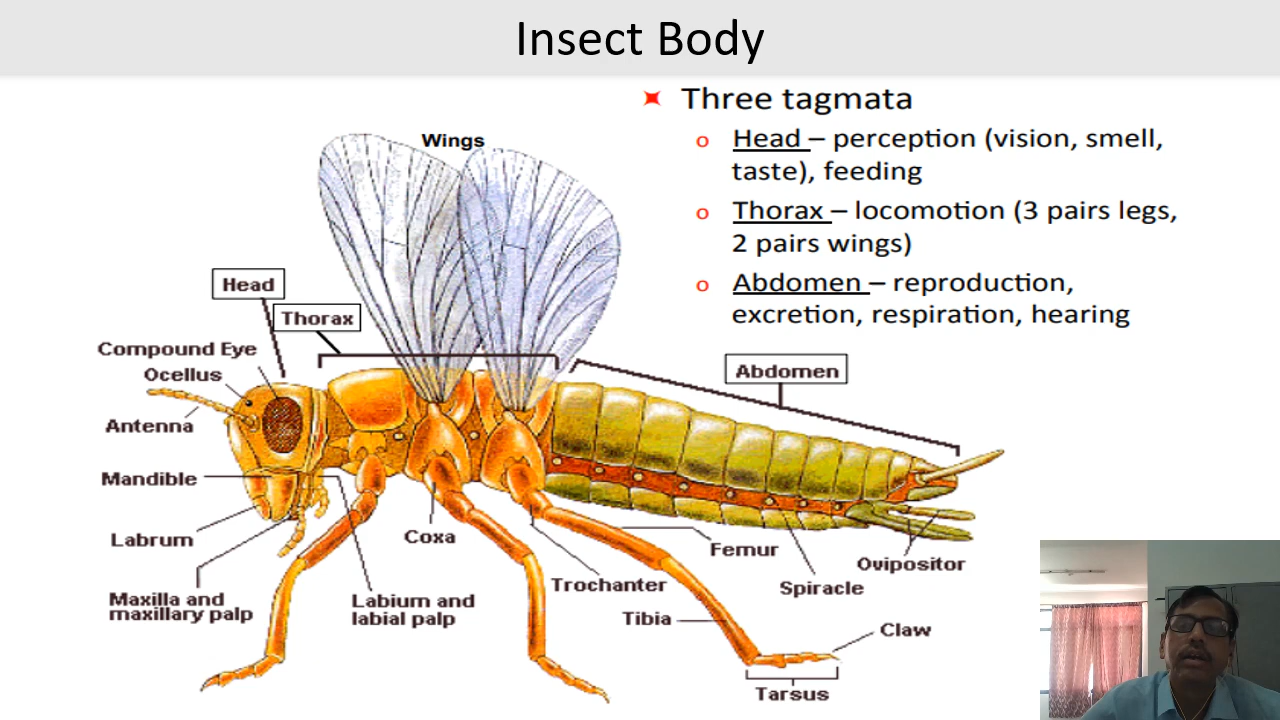 Insect Body
Three tagmata
o Head – perception (vision, smell,
taste), feeding
o Thorax – locomotion (3 pairs legs,
2 pairs wings)
o Abdomen – reproduction,
excretion, respiration, hearing
Wings
Head
Thorax
Compound Eye
Ocellus
Abdomen
Antenna
Mandible
Labrum
Coxa
Femur
Ovipositor
Trochanter
Spiracle
Maxilla and
maxillary palp
Labium and
labial palp
Tibia
Claw
Tarsus